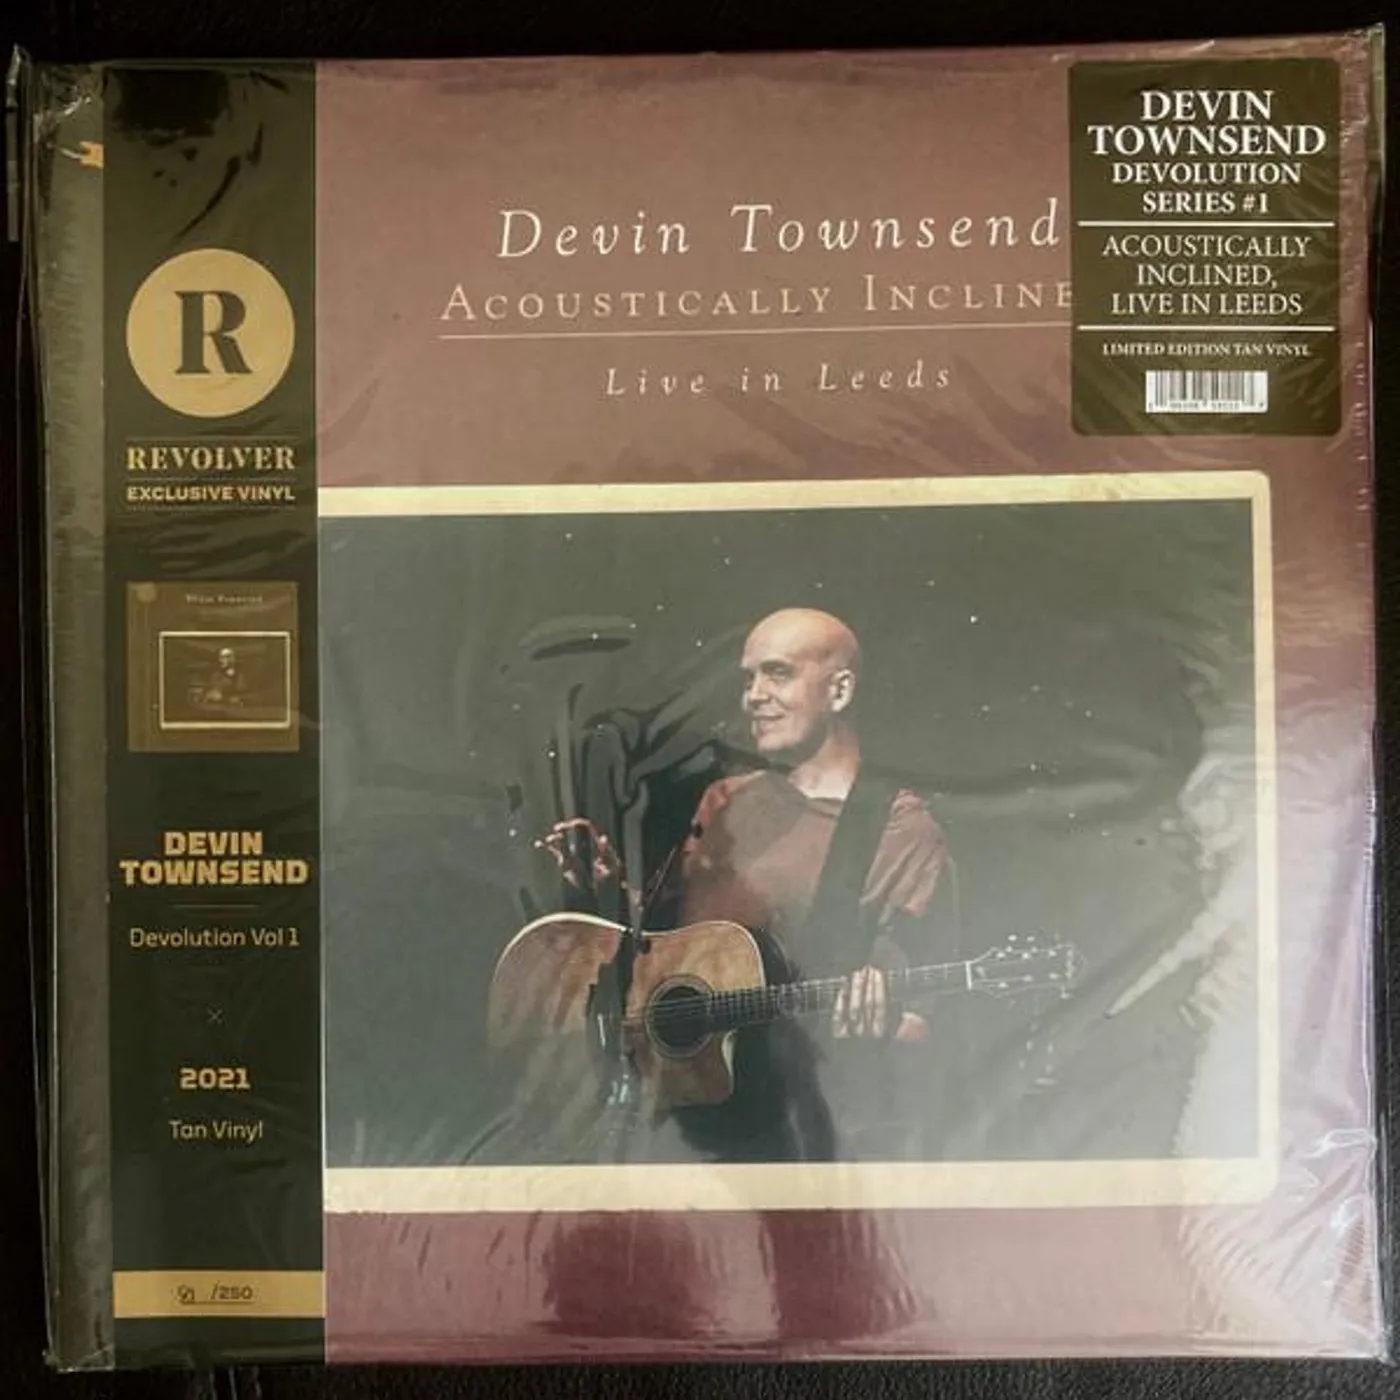 R
REVOLVER
EXCLUSIVE VINYL
DEVIN
TOWNSEND
Devolution Vol 1
×
2021
Tan Vinyl
91 /250
Devin Townsend
ACOUSTICALLY INCLINE
Live in Leeds
DEVIN
TOWNSEND
DEVOLUTION
SERIES #1
ACOUSTICALLY
INCLINED,
LIVE IN LEEDS
LIMITED EDITION TAN VINYL